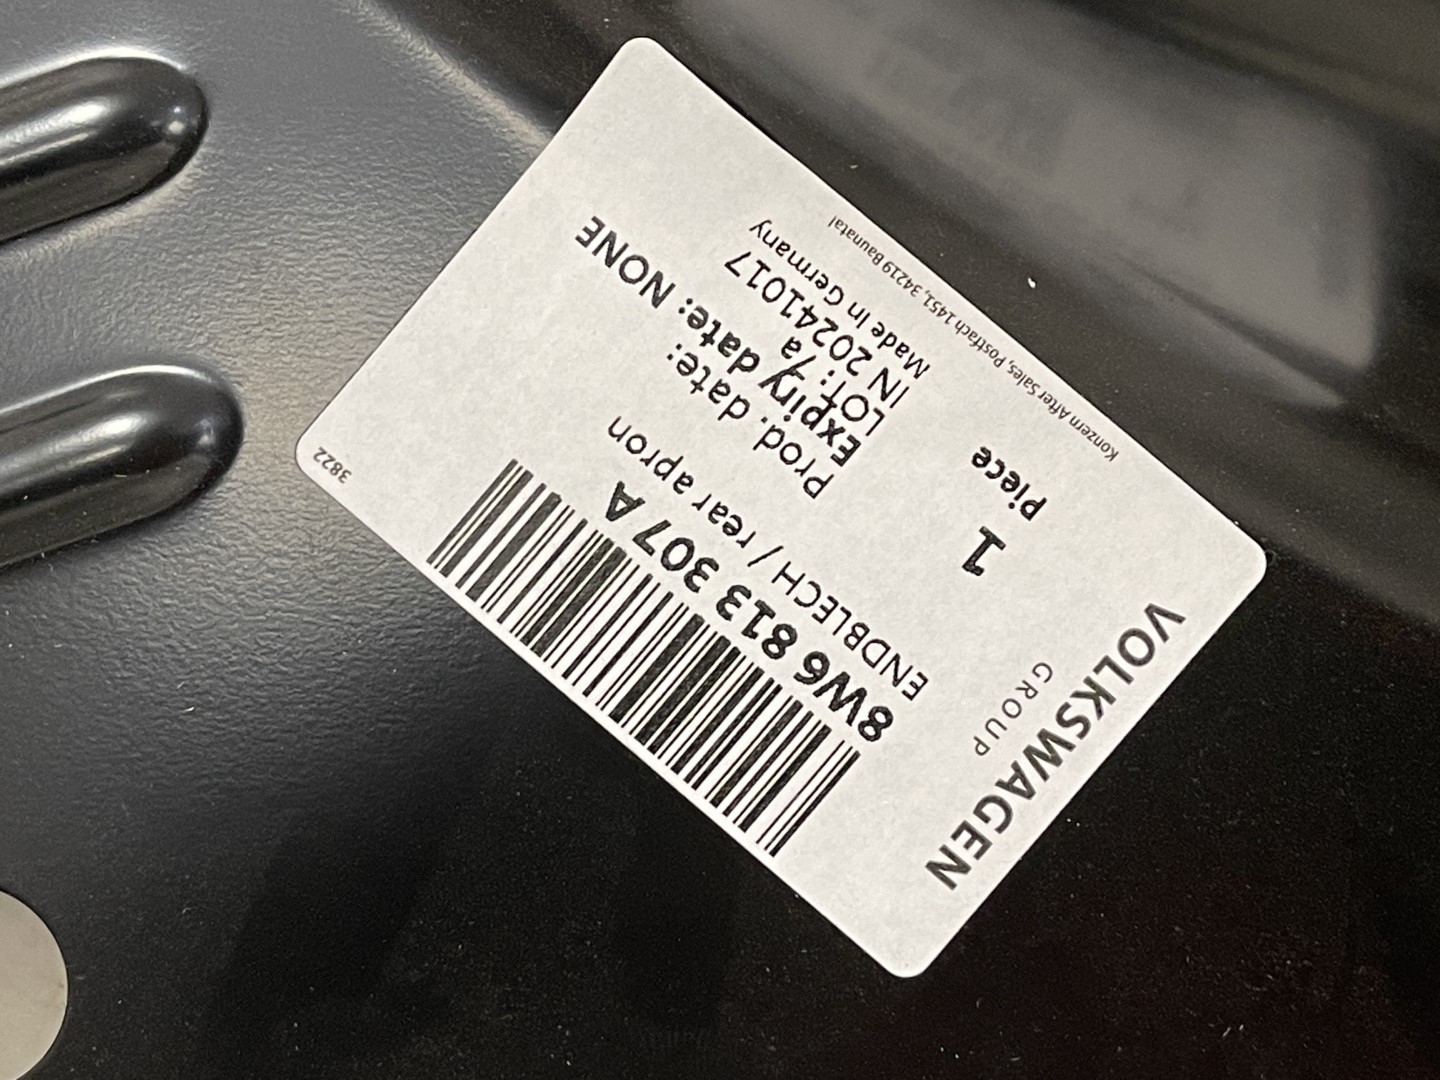 VOLKSWAGEN
GROUP
8W6 813 307 A
ENDBLECH / rear apron
1
Piece
Prod. date:
Expiry date: NONE
LOT: 7a
IN 20241017
Made In Germany
Konzern After Sales, Postfach 1451, 34219 Baunatal
3822